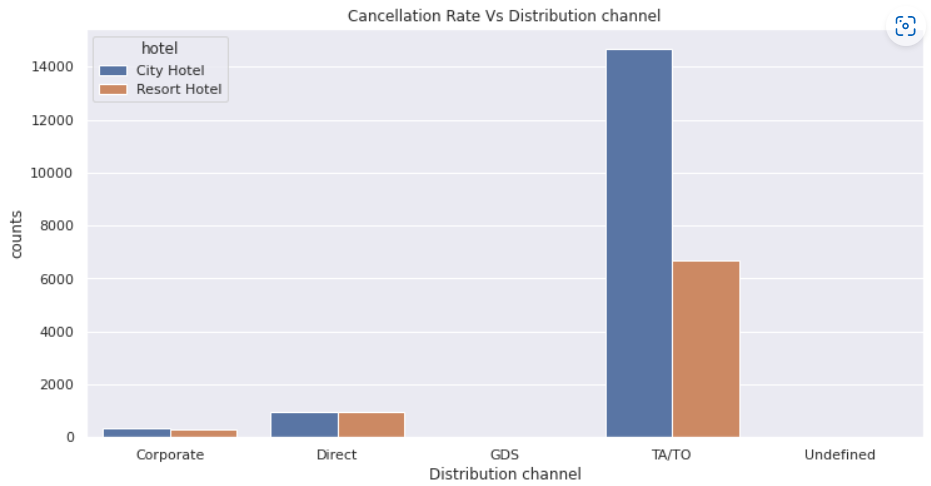 Cancellation Rate Vs Distribution channel
hotel
City Hotel
Resort Hotel
14000
12000
10000
8000
6000
4000
2000
0
counts
Corporate Direct GDS TA/TO Undefined
Distribution channel